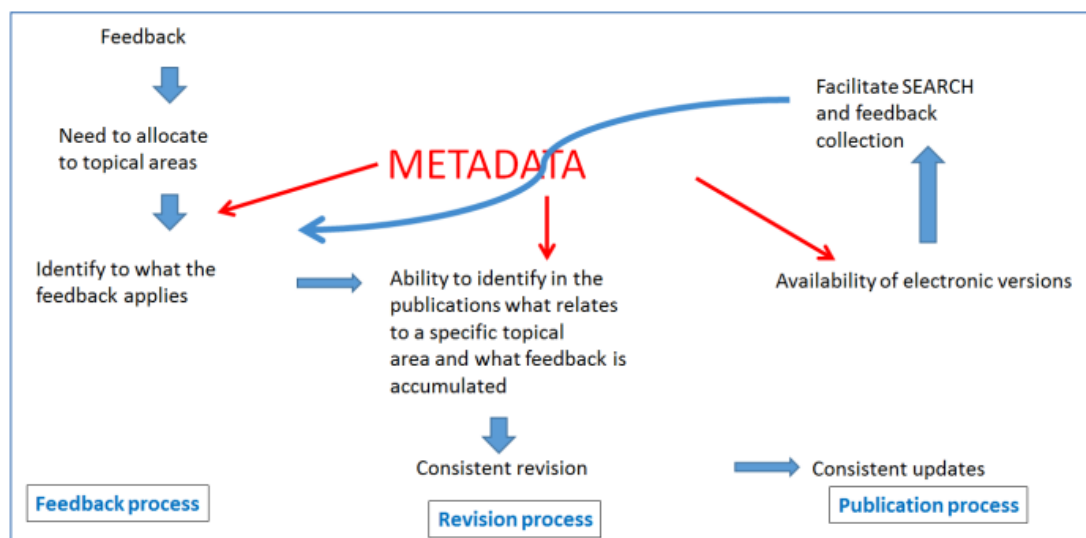 Feedback
Need to allocate
to topical areas
Identify to what the
feedback applies
METADATA
Ability to identify in the
publications what relates
to a specific topical
area and what feedback is
accumulated
Consistent revision
Facilitate SEARCH
and feedback
collection
Availability of electronic versions
Consistent updates
Feedback process
Revision process
Publication process